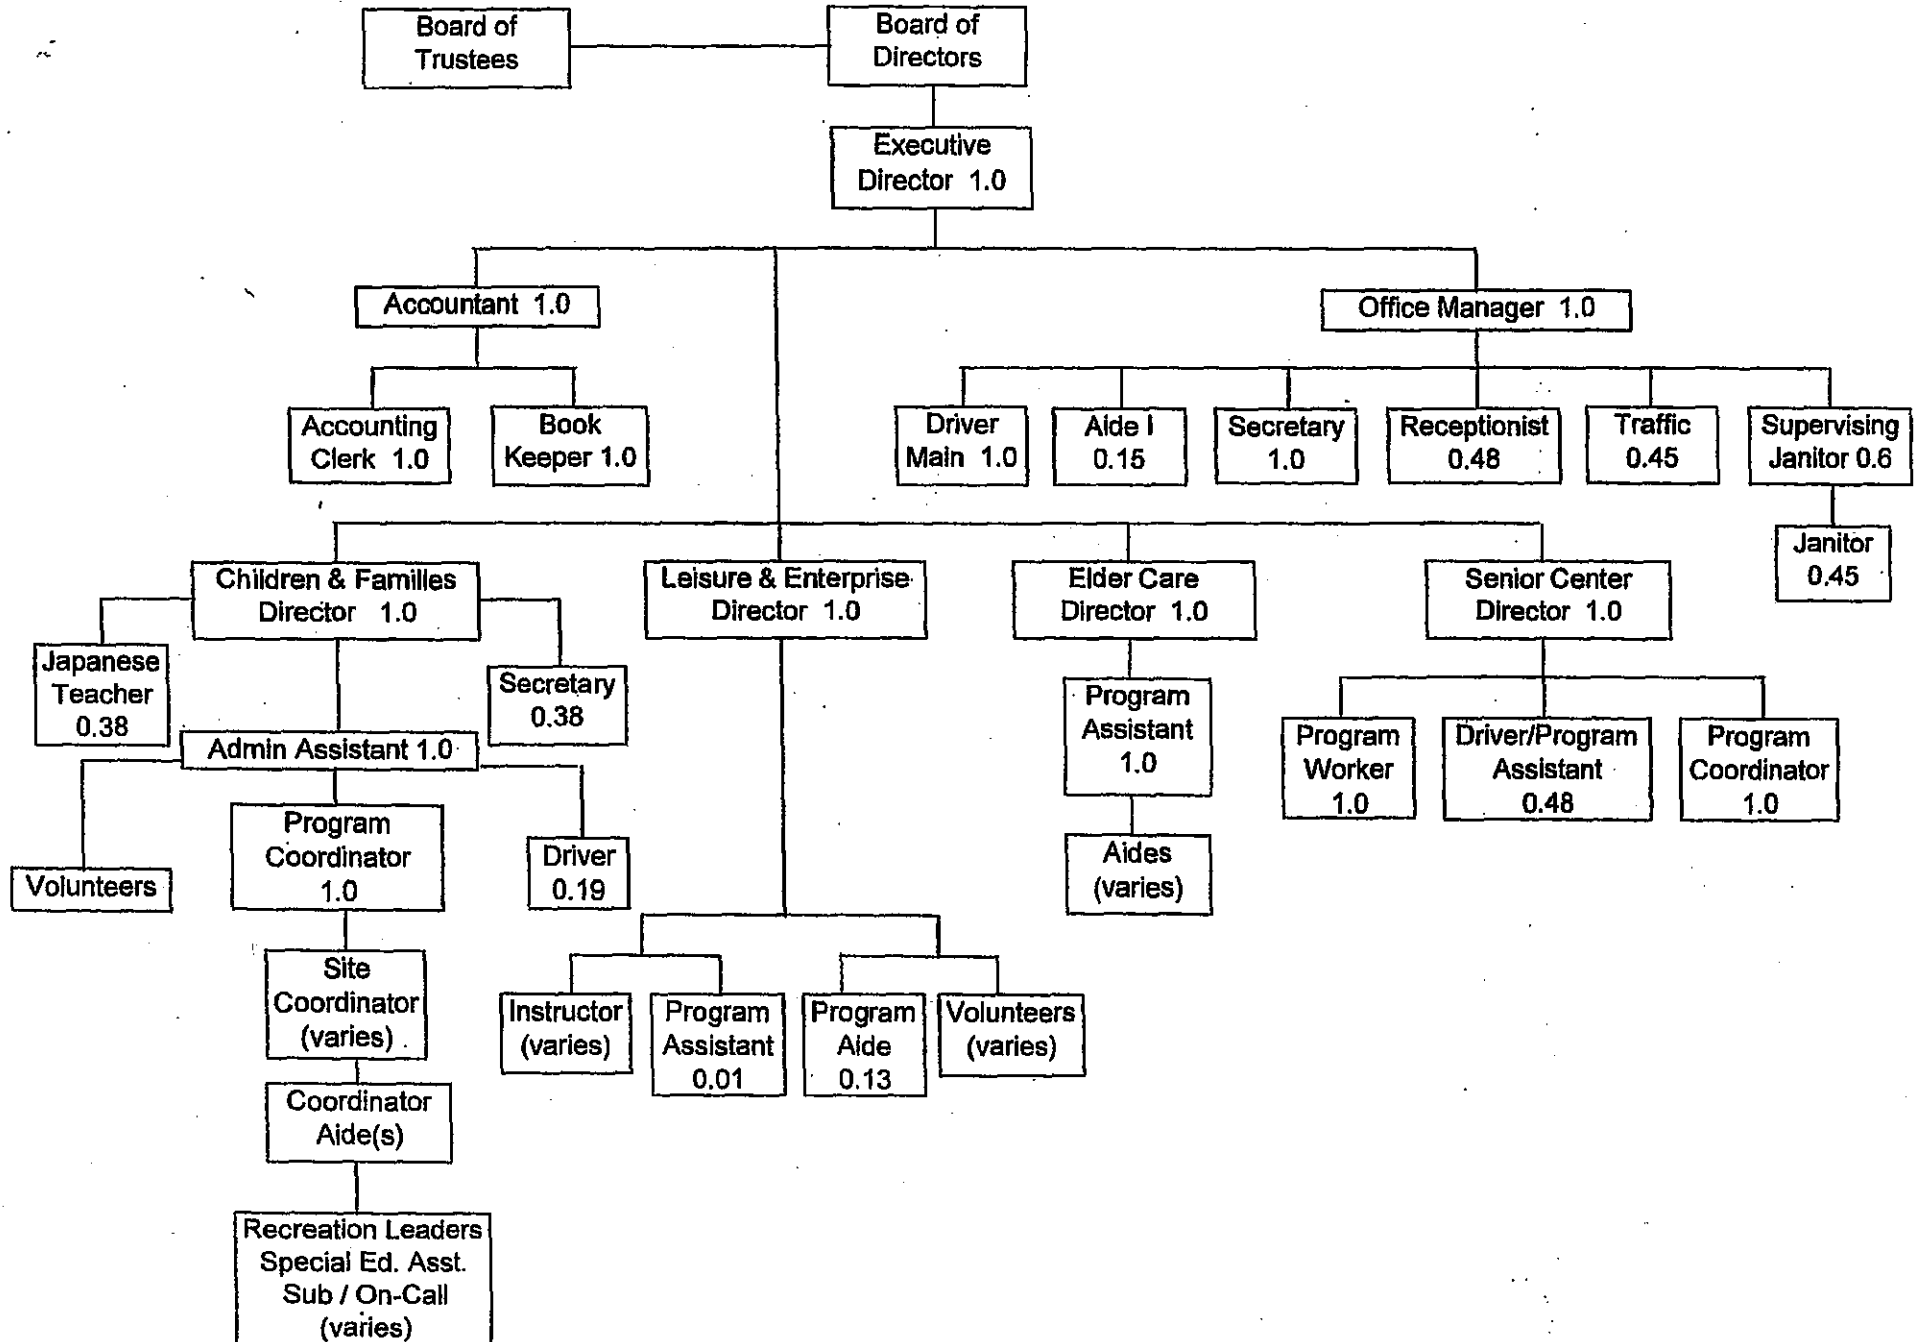 Board of
Trustees
Board of
Directors
Executive
Director 1.0
Accountant 1.0
Office Manager 1.0
Accounting
Clerk 1.0
Book
Keeper 1.0
Driver
Main 1.0
Aide I
0.15
Secretary
1.0
Receptionist
0.48
Traffic
0.45
Supervising
Janitor 0.6
Janitor
0.45
Children & Families
Director 1.0
Leisure & Enterprise
Director 1.0
Elder Care
Director 1.0
Senior Center
Director 1.0
Japanese
Teacher
0.38
Secretary
0.38
Admin Assistant 1.0
Program
Assistant
1.0
Program
Worker
1.0
Driver/Program
Assistant
0.48
Program
Coordinator
1.0
Volunteers
Program
Coordinator
1.0
Driver
0.19
Aides
(varies)
Site
Coordinator
(varies)
Instructor
(varies)
Program
Assistant
0.01
Program
Aide
0.13
Volunteers
(varies)
Coordinator
Aide(s)
Recreation Leaders
Special Ed. Asst.
Sub / On-Call
(varies)